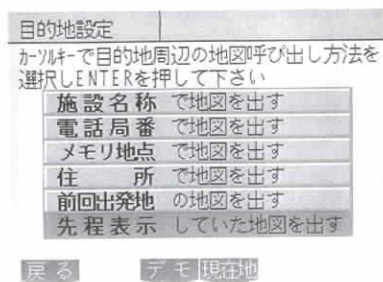 目的地設定
カーソルキーで目的地周辺の地図呼び出し方法を
選択しENTERを押して下さい
施設名称 で地図を出す
電話局番 で地図を出す
メモリ地点 で地図を出す
住 所 で地図を出す
前回出発地 の地図を出す
先程表示 していた地図を出す
戻る デモ 現在地